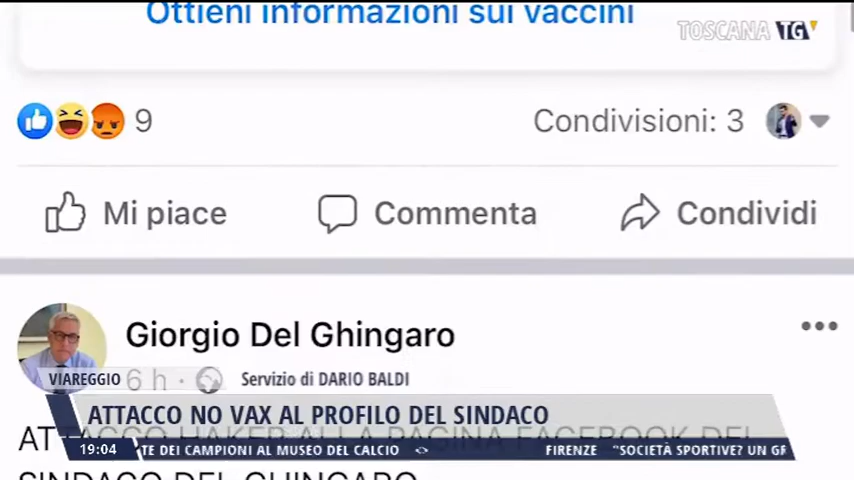 Ottieni informazioni sui vaccini
TOSCANA TG
9
Condivisioni: 3
Mi piace
Commenta
Condividi
Giorgio Del Ghingaro
6 h ·
VIAREGGIO
Servizio di DARIO BALDI
ATTACCO NO VAX AL PROFILO DEL SINDACO
ATTACCO HAKER ALLA PAGINA FACEBOOK DEL
19:04
TE DEI CAMPIONI AL MUSEO DEL CALCIO
FIRENZE "SOCIETÀ SPORTIVE? UN GR
SINDACO DEL GHINGARO